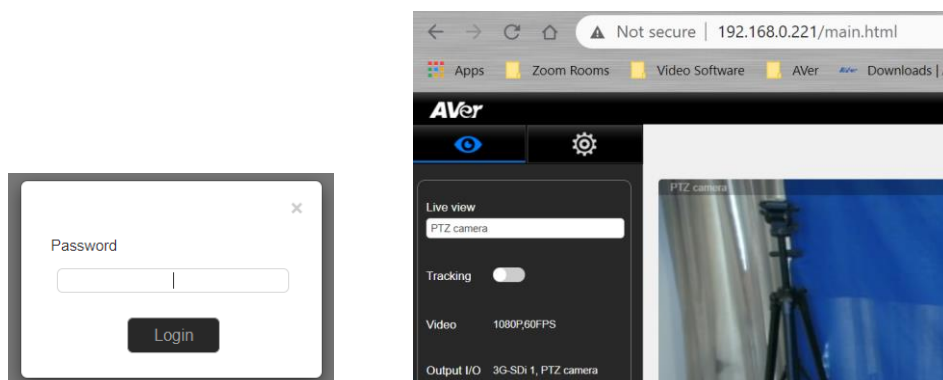 ×
Password
Login
Not secure | 192.168.0.221/main.html
Apps Zoom Rooms Video Software AVer AVer Downloads |
AVer
PTZ camera
Live view
PTZ camera
Tracking
Video 1080P,60FPS
Output I/O 3G-SDi 1, PTZ camera